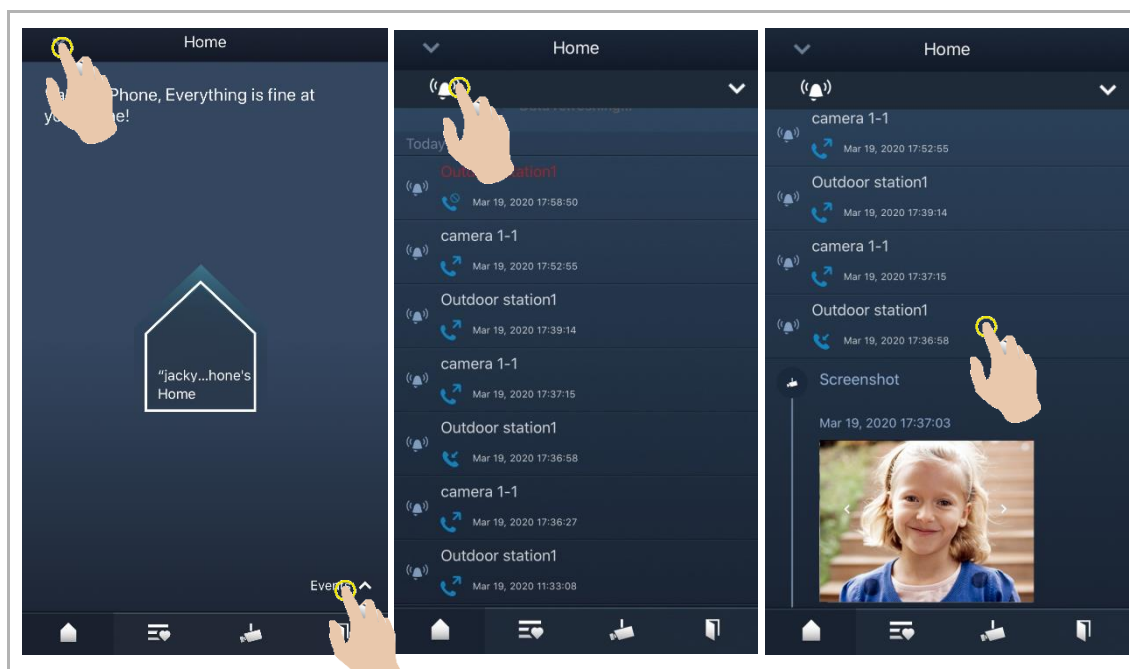 Home
Phone, Everything is fine at
"jacky...hone's
Home
Events
Home
Today
Outdoor station1
Mar 19, 2020 17:58:50
camera 1-1
Mar 19, 2020 17:52:55
Outdoor station1
Mar 19, 2020 17:39:14
camera 1-1
Mar 19, 2020 17:37:15
Outdoor station1
Mar 19, 2020 17:36:58
camera 1-1
Mar 19, 2020 17:36:27
Outdoor station1
Mar 19, 2020 11:33:08
Home
camera 1-1
Mar 19, 2020 17:52:55
Outdoor station1
Mar 19, 2020 17:39:14
camera 1-1
Mar 19, 2020 17:37:15
Outdoor station1
Mar 19, 2020 17:36:58
Screenshot
Mar 19, 2020 17:37:03